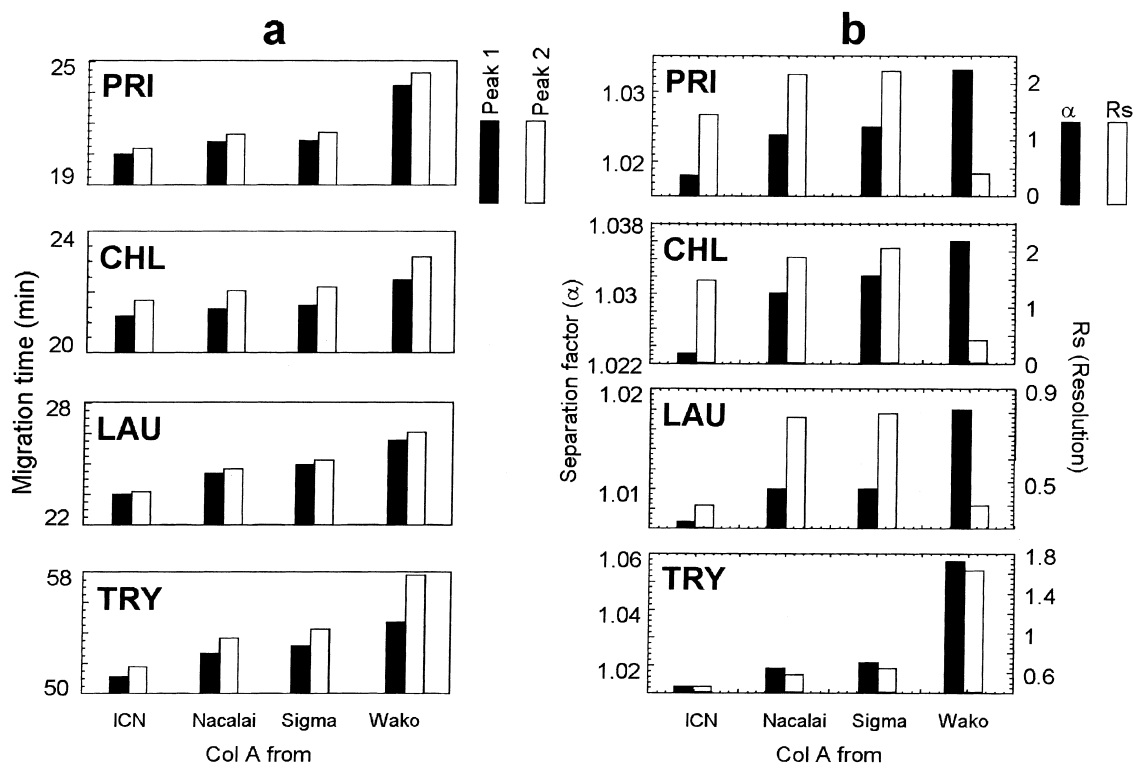 a
b
Peak 1
Peak 2
Migration time (min)
PRI
25
19
CHL
24
20
LAU
28
22
TRY
58
50
ICN Nacalai Sigma Wako
Col A from
Separation factor (α)
Rs (Resolution)
α Rs
PRI
1.03
1.02
2
1
0
CHL
1.038
1.03
1.022
2
1
0
LAU
1.02
1.01
0.9
0.5
TRY
1.06
1.04
1.02
1.8
1.4
1
0.6
ICN Nacalai Sigma Wako
Col A from